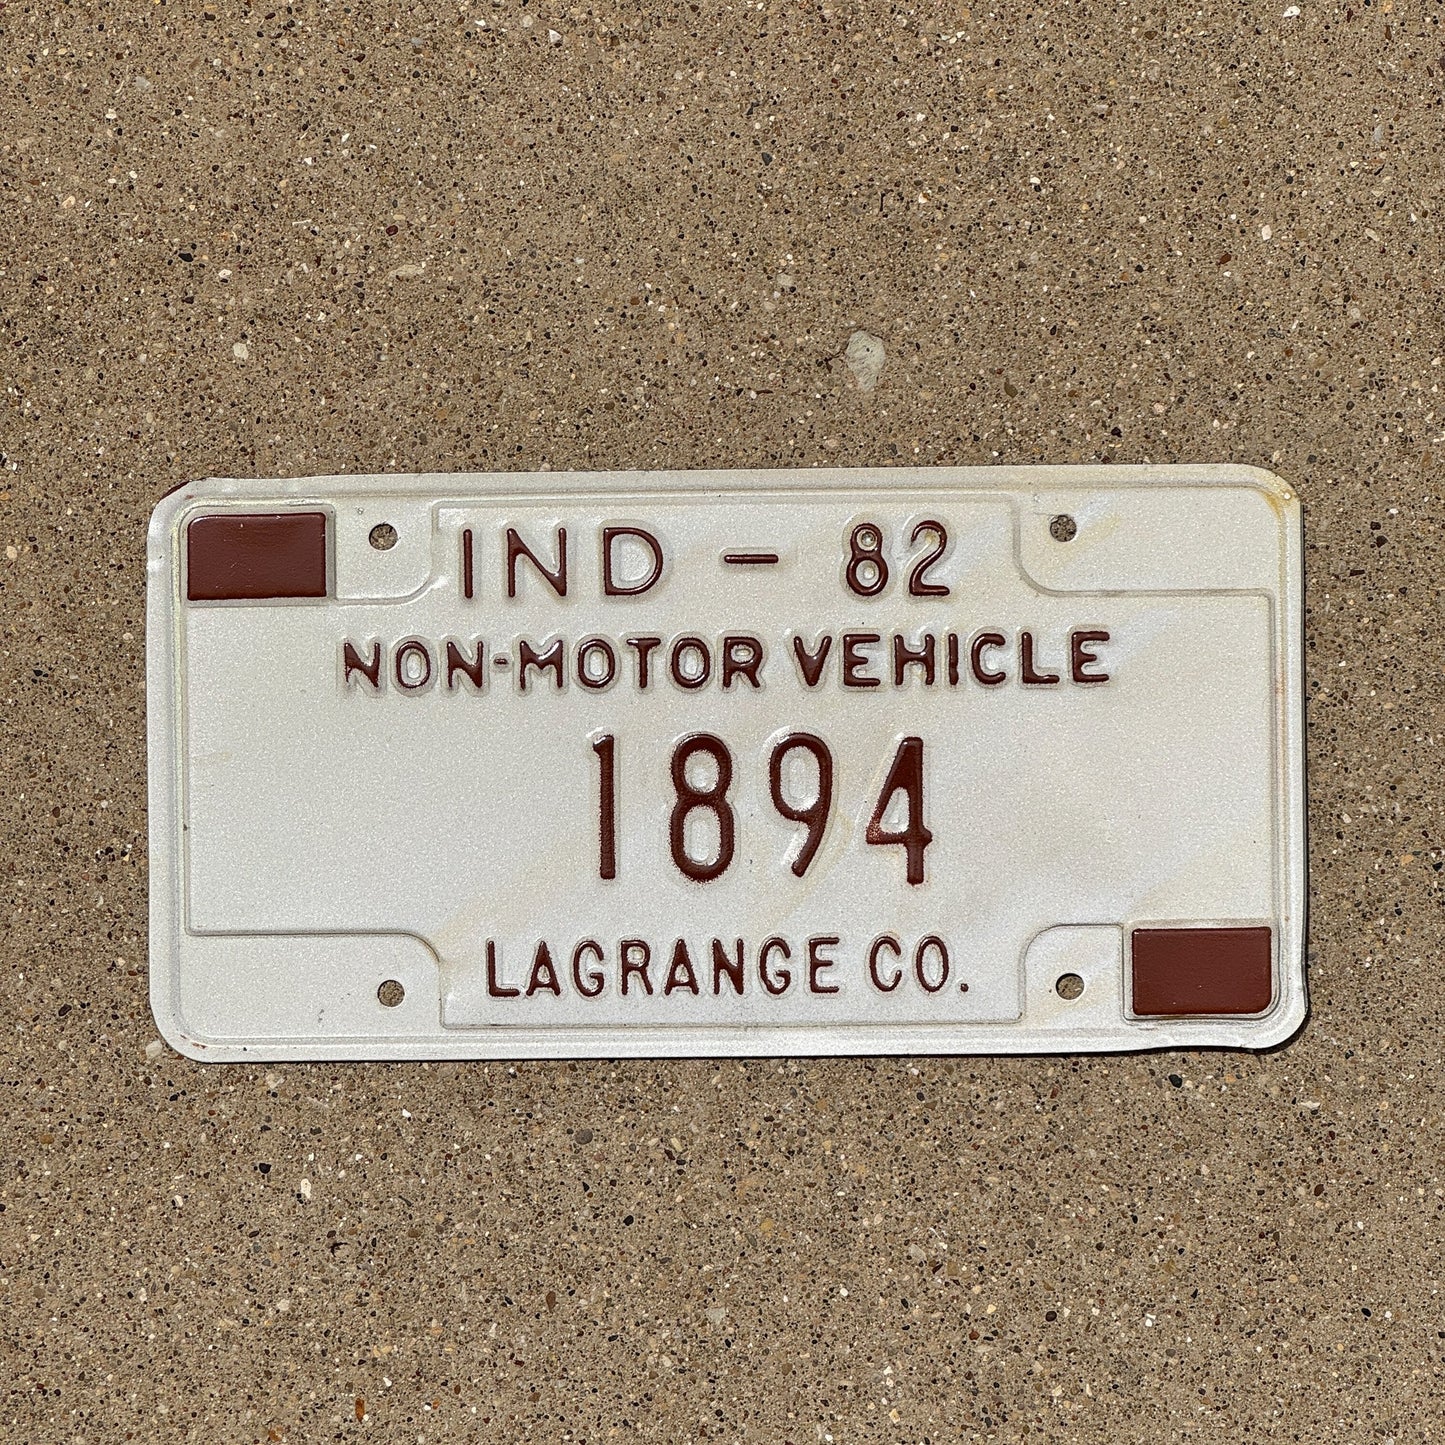 IND - 82
NON-MOTOR VEHICLE
1894
LAGRANGE CO.